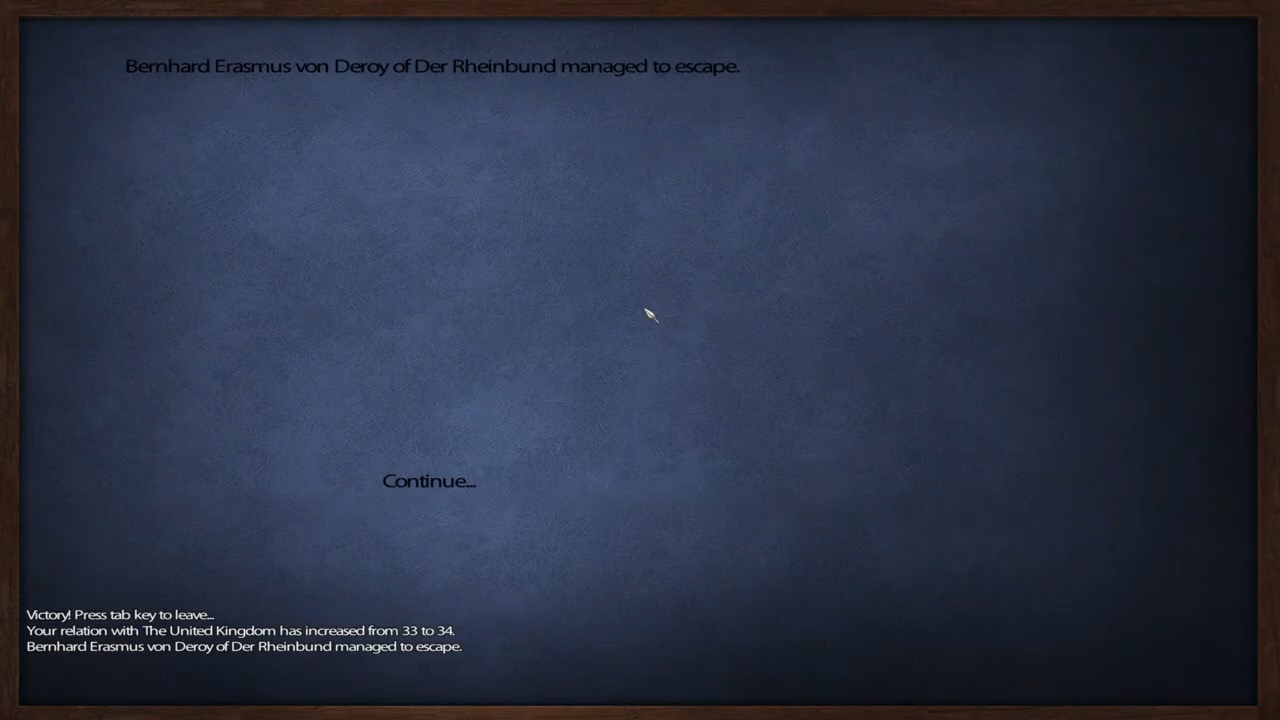 Bernhard Erasmus von Deroy of Der Rheinbund managed to escape.
Continue...
Victory! Press tab key to leave...
Your relation with The United Kingdom has increased from 33 to 34.
Bernhard Erasmus von Deroy of Der Rheinbund managed to escape.